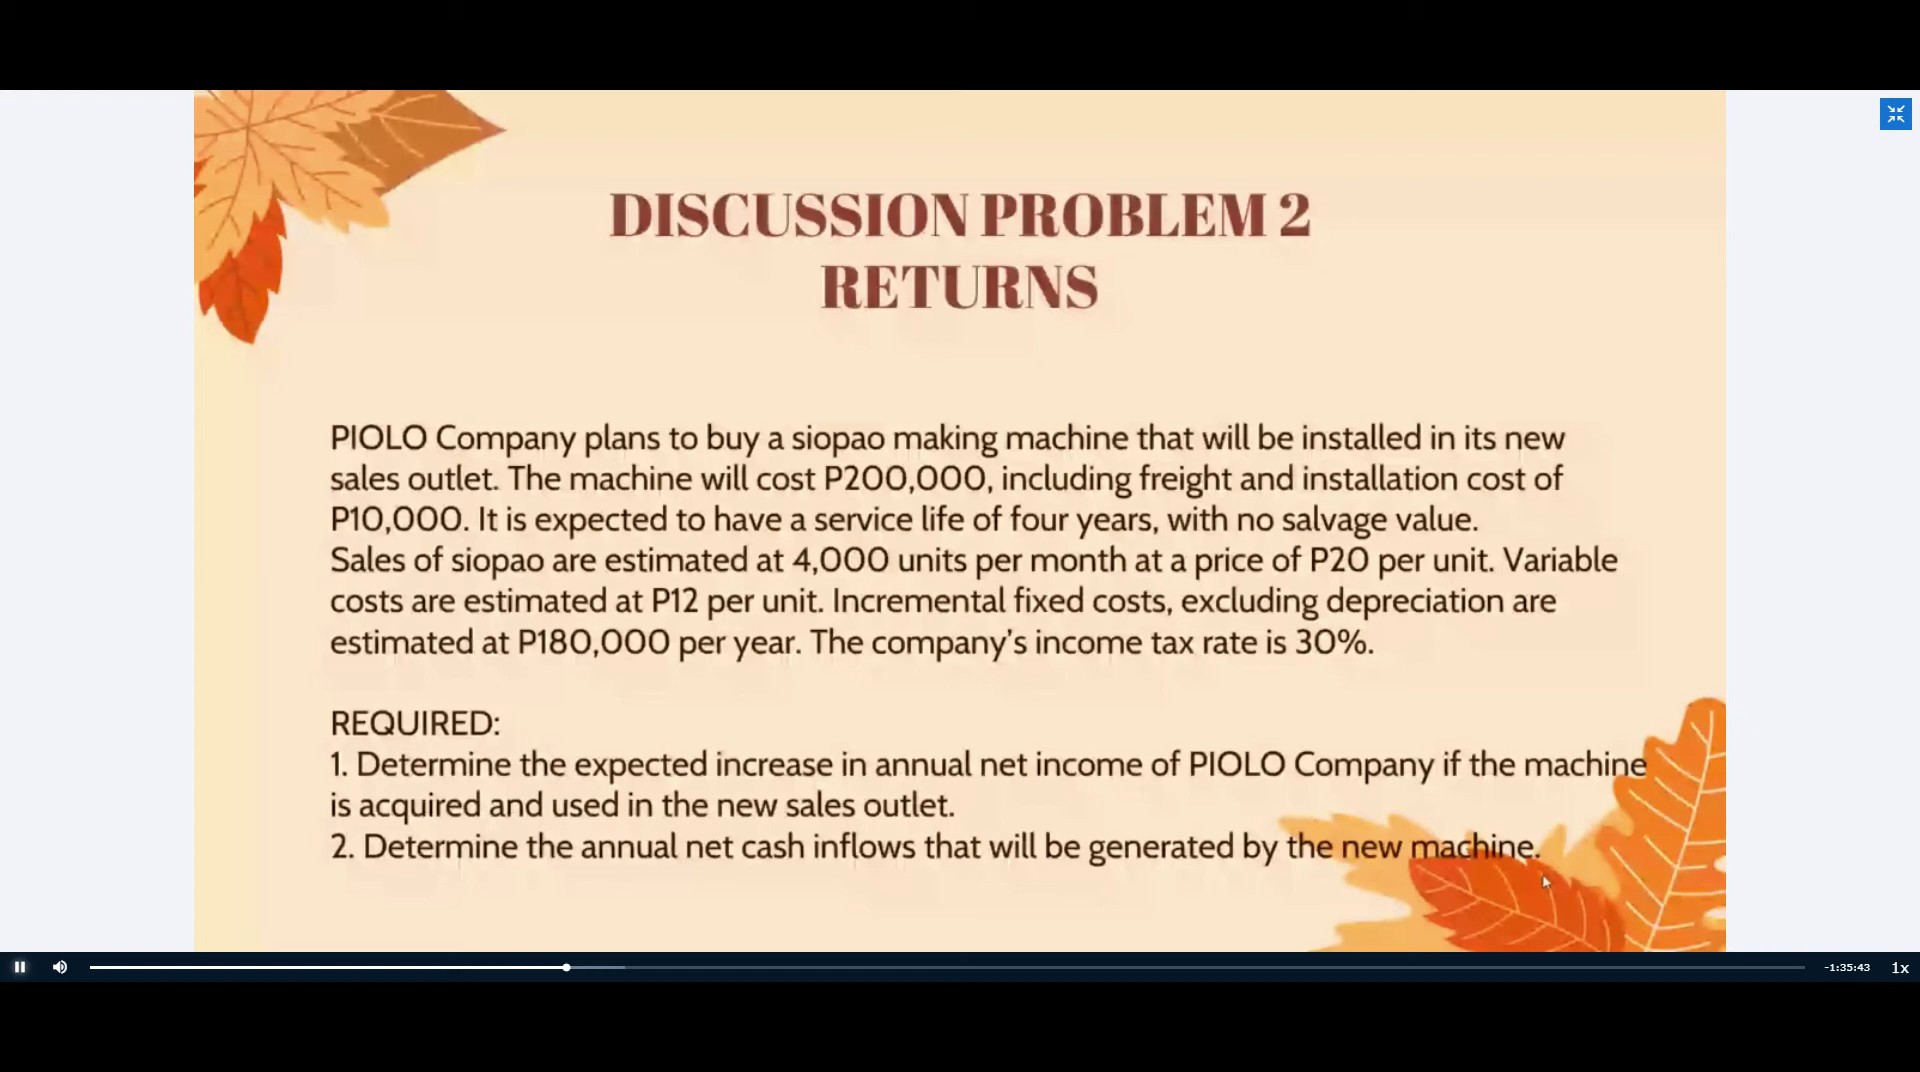 DISCUSSION PROBLEM 2
RETURNS
PIOLO Company plans to buy a siopao making machine that will be installed in its new
sales outlet. The machine will cost P200,000, including freight and installation cost of
P10,000. It is expected to have a service life of four years, with no salvage value.
Sales of siopao are estimated at 4,000 units per month at a price of P20 per unit. Variable
costs are estimated at P12 per unit. Incremental fixed costs, excluding depreciation are
estimated at P180,000 per year. The company's income tax rate is 30%.
REQUIRED:
1. Determine the expected increase in annual net income of PIOLO Company if the machine
is acquired and used in the new sales outlet.
2. Determine the annual net cash inflows that will be generated by the new machine.
-1:35:43 1x